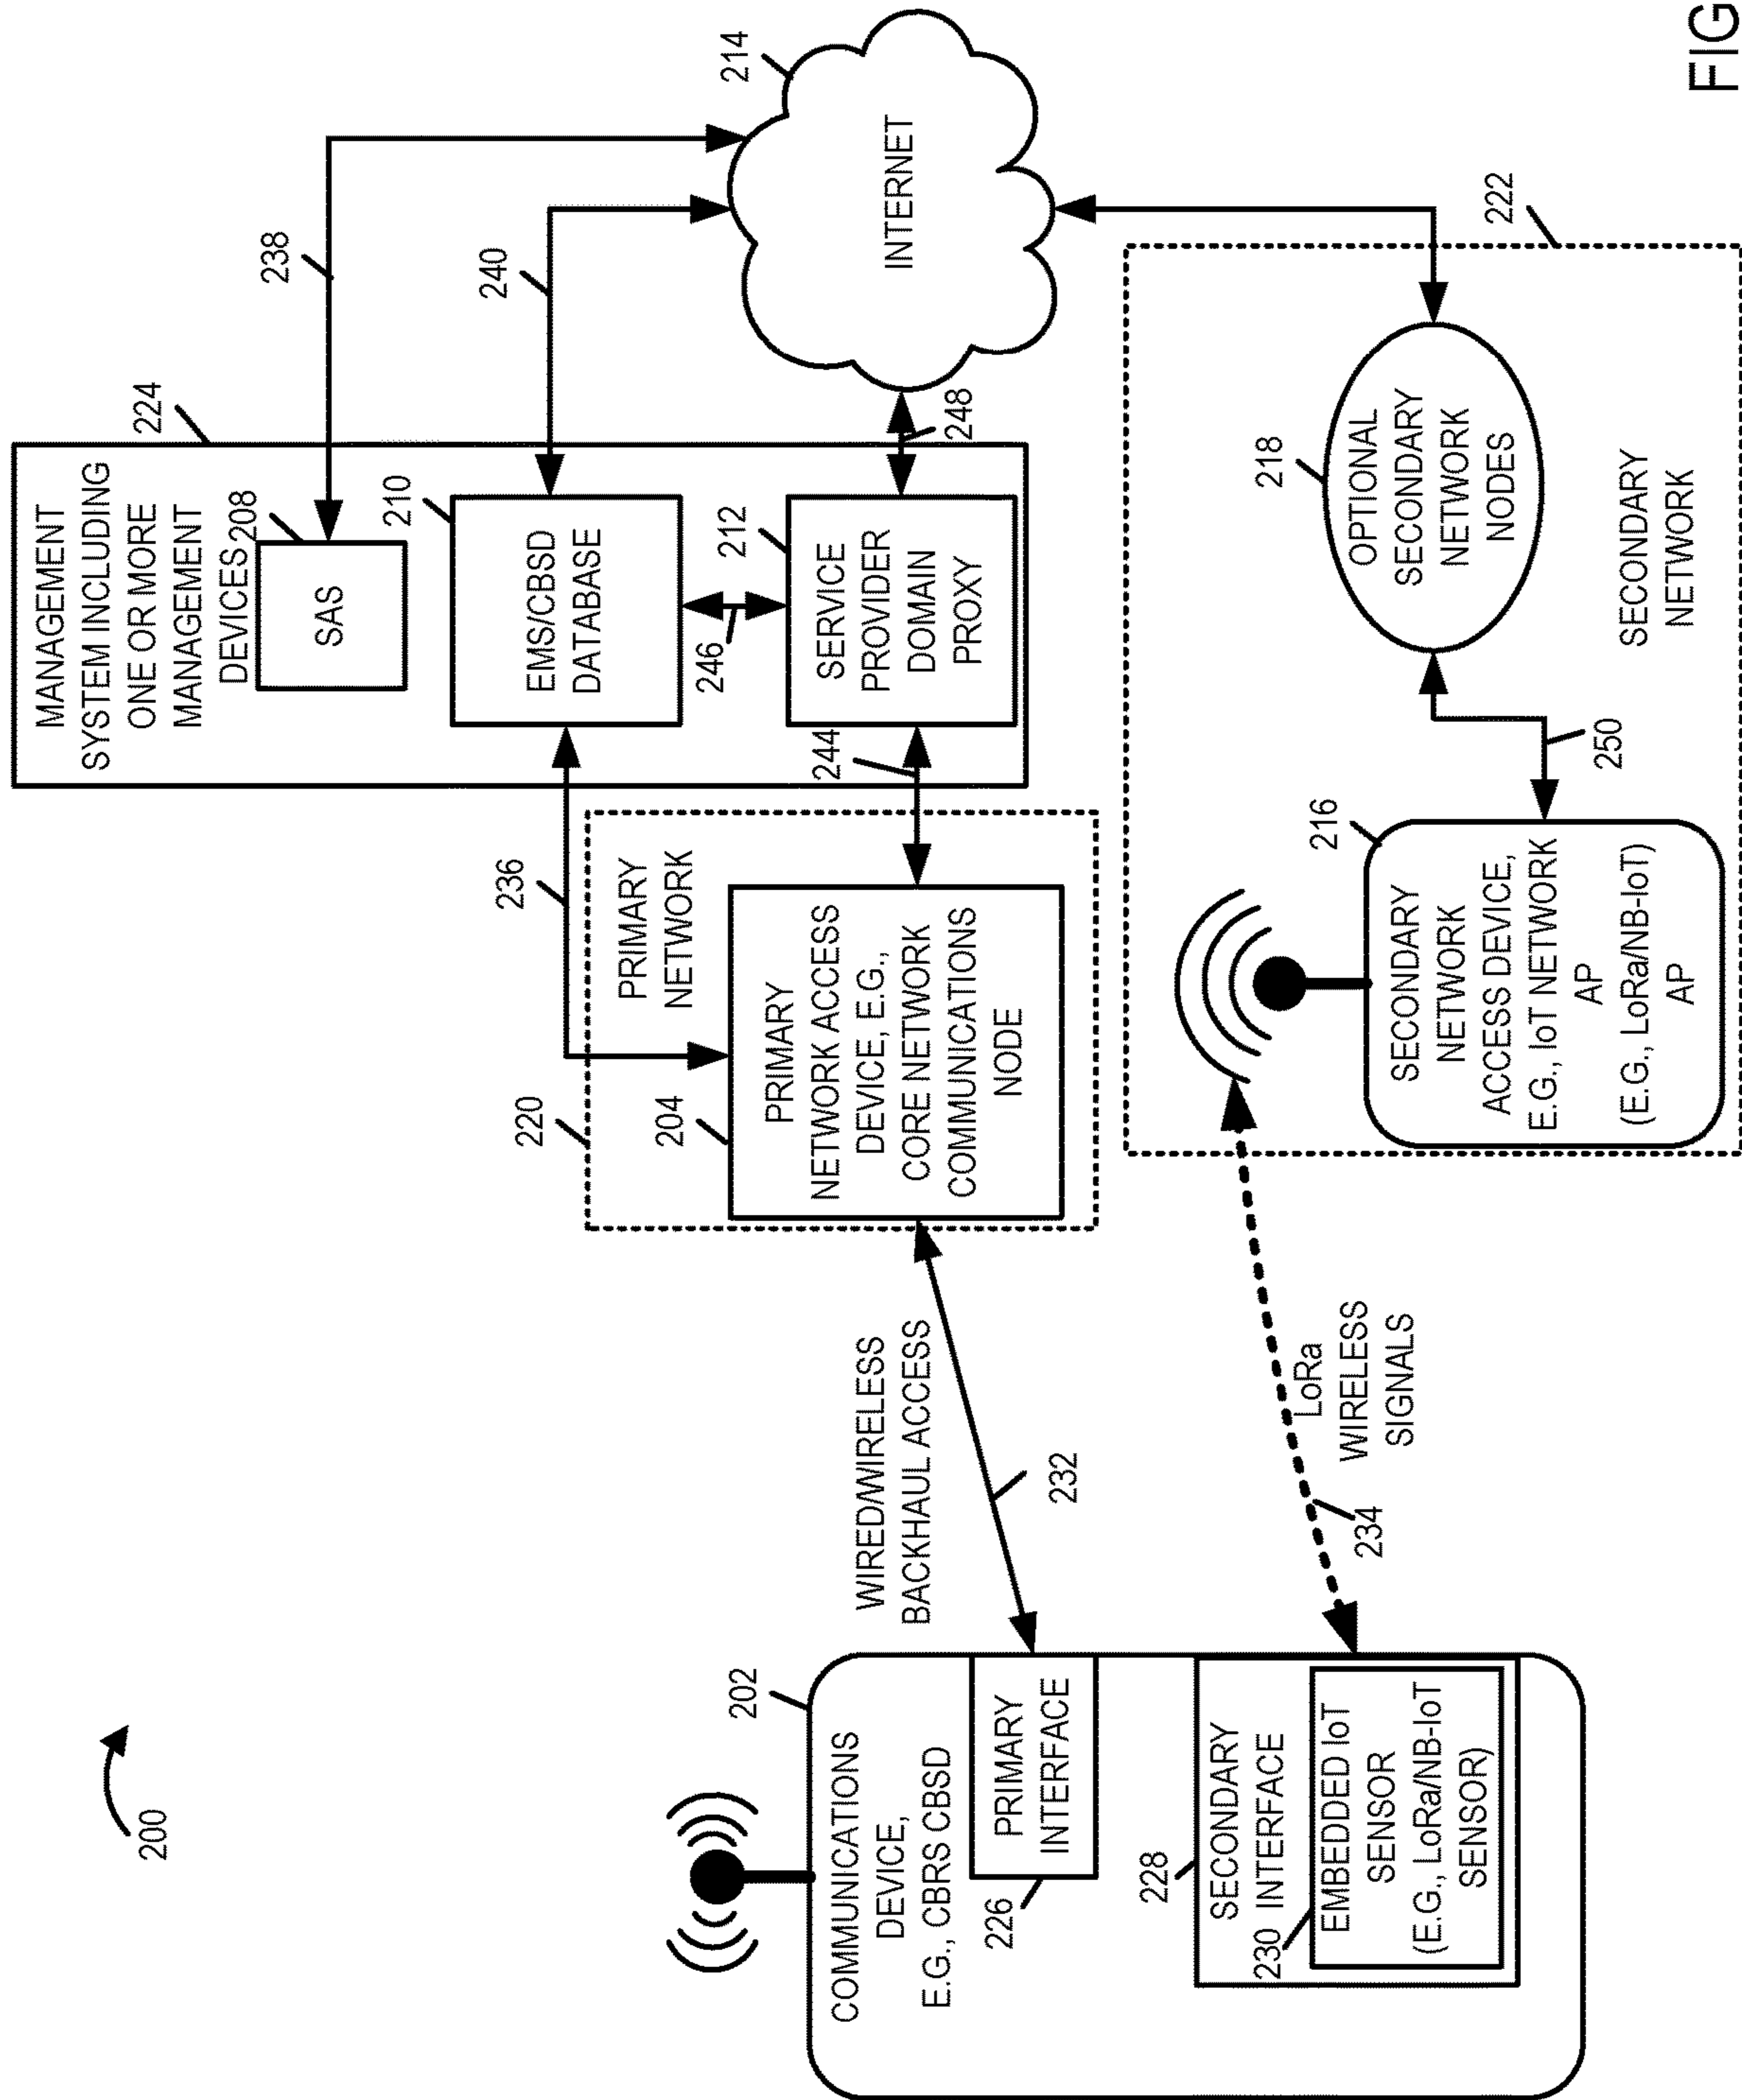 200
202
COMMUNICATIONS
DEVICE,
E.G., CBRS CBSD
PRIMARY
INTERFACE
226
228
SECONDARY
INTERFACE
230
EMBEDDED IoT
SENSOR
(E.G., LoRa/NB-IoT
SENSOR)
WIRED/WIRELESS
BACKHAUL ACCESS
232
LoRa
WIRELESS
SIGNALS
234
220
PRIMARY
NETWORK
204
PRIMARY
NETWORK ACCESS
DEVICE, E.G.,
CORE NETWORK
COMMUNICATIONS
NODE
236
244
224
MANAGEMENT
SYSTEM INCLUDING
ONE OR MORE
MANAGEMENT
DEVICES
208
SAS
210
EMS/CBSD
DATABASE
246
212
SERVICE
PROVIDER
DOMAIN
PROXY
238
240
248
214
INTERNET
222
216
SECONDARY
NETWORK
ACCESS DEVICE,
E.G., IoT NETWORK
AP
(E.G., LoRa/NB-IoT)
AP
250
218
OPTIONAL
SECONDARY
NETWORK
NODES
SECONDARY
NETWORK
FIG